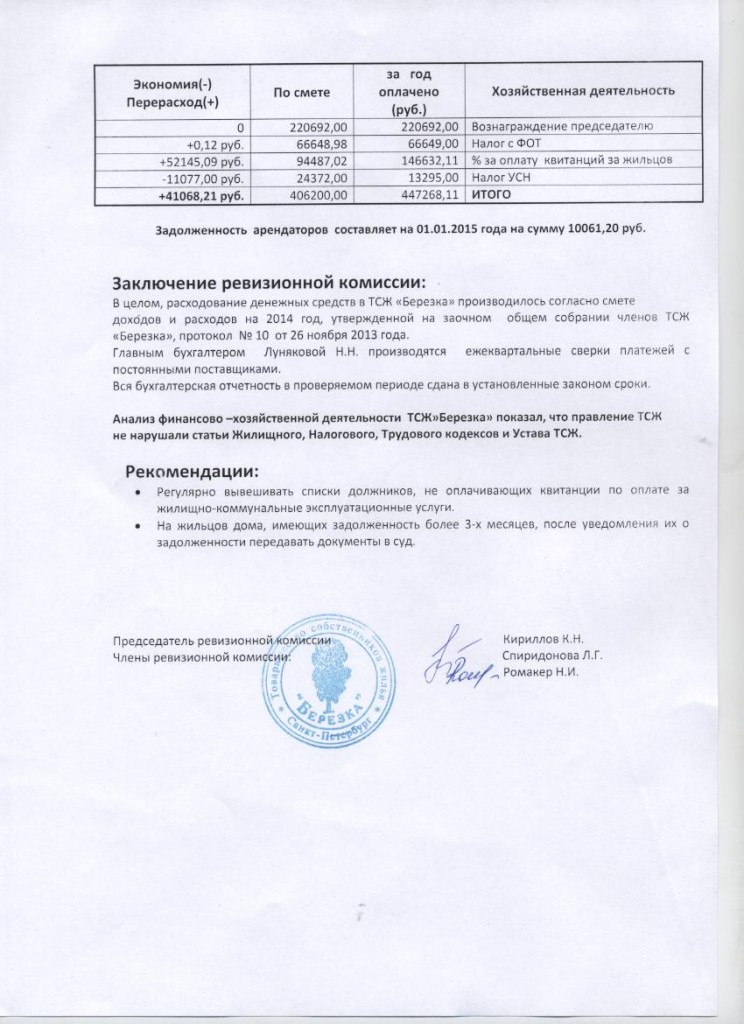 Экономия(-) Перерасход(+) | По смете | за год оплачено (руб.) | Хозяйственная деятельность
0 | 220692,00 | 220692,00 | Вознаграждение председателю
+0,12 руб. | 66648,98 | 66649,00 | Налог с ФОТ
+52145,09 руб. | 94487,02 | 146632,11 | % за оплату квитанций за жильцов
-11077,00 руб. | 24372,00 | 13295,00 | Налог УСН
+41068,21 руб. | 406200,00 | 447268,11 | ИТОГО
Задолженность арендаторов составляет на 01.01.2015 года на сумму 10061,20 руб.
Заключение ревизионной комиссии:
В целом, расходование денежных средств в ТСЖ «Березка» производилось согласно смете
доходов и расходов на 2014 год, утвержденной на заочном общем собрании членов ТСЖ
«Березка», протокол № 10 от 26 ноября 2013 года.
Главным бухгалтером Луняковой Н.Н. производятся ежеквартальные сверки платежей с
постоянными поставщиками.
Вся бухгалтерская отчетность в проверяемом периоде сдана в установленные законом сроки.
Анализ финансово –хозяйственной деятельности ТСЖ»Березка» показал, что правление ТСЖ
не нарушали статьи Жилищного, Налогового, Трудового кодексов и Устава ТСЖ.
Рекомендации:
• Регулярно вывешивать списки должников, не оплачивающих квитанции по оплате за
жилищно-коммунальные эксплуатационные услуги.
• На жильцов дома, имеющих задолженность более 3-х месяцев, после уведомления их о
задолженности передавать документы в суд.
Председатель ревизионной комиссии Кириллов К.Н.
Члены ревизионной комиссии: Спиридонова Л.Г.
Ромакер Н.И.
Товарищество собственников жилья
"БЕРЕЗКА"
Санкт-Петербург